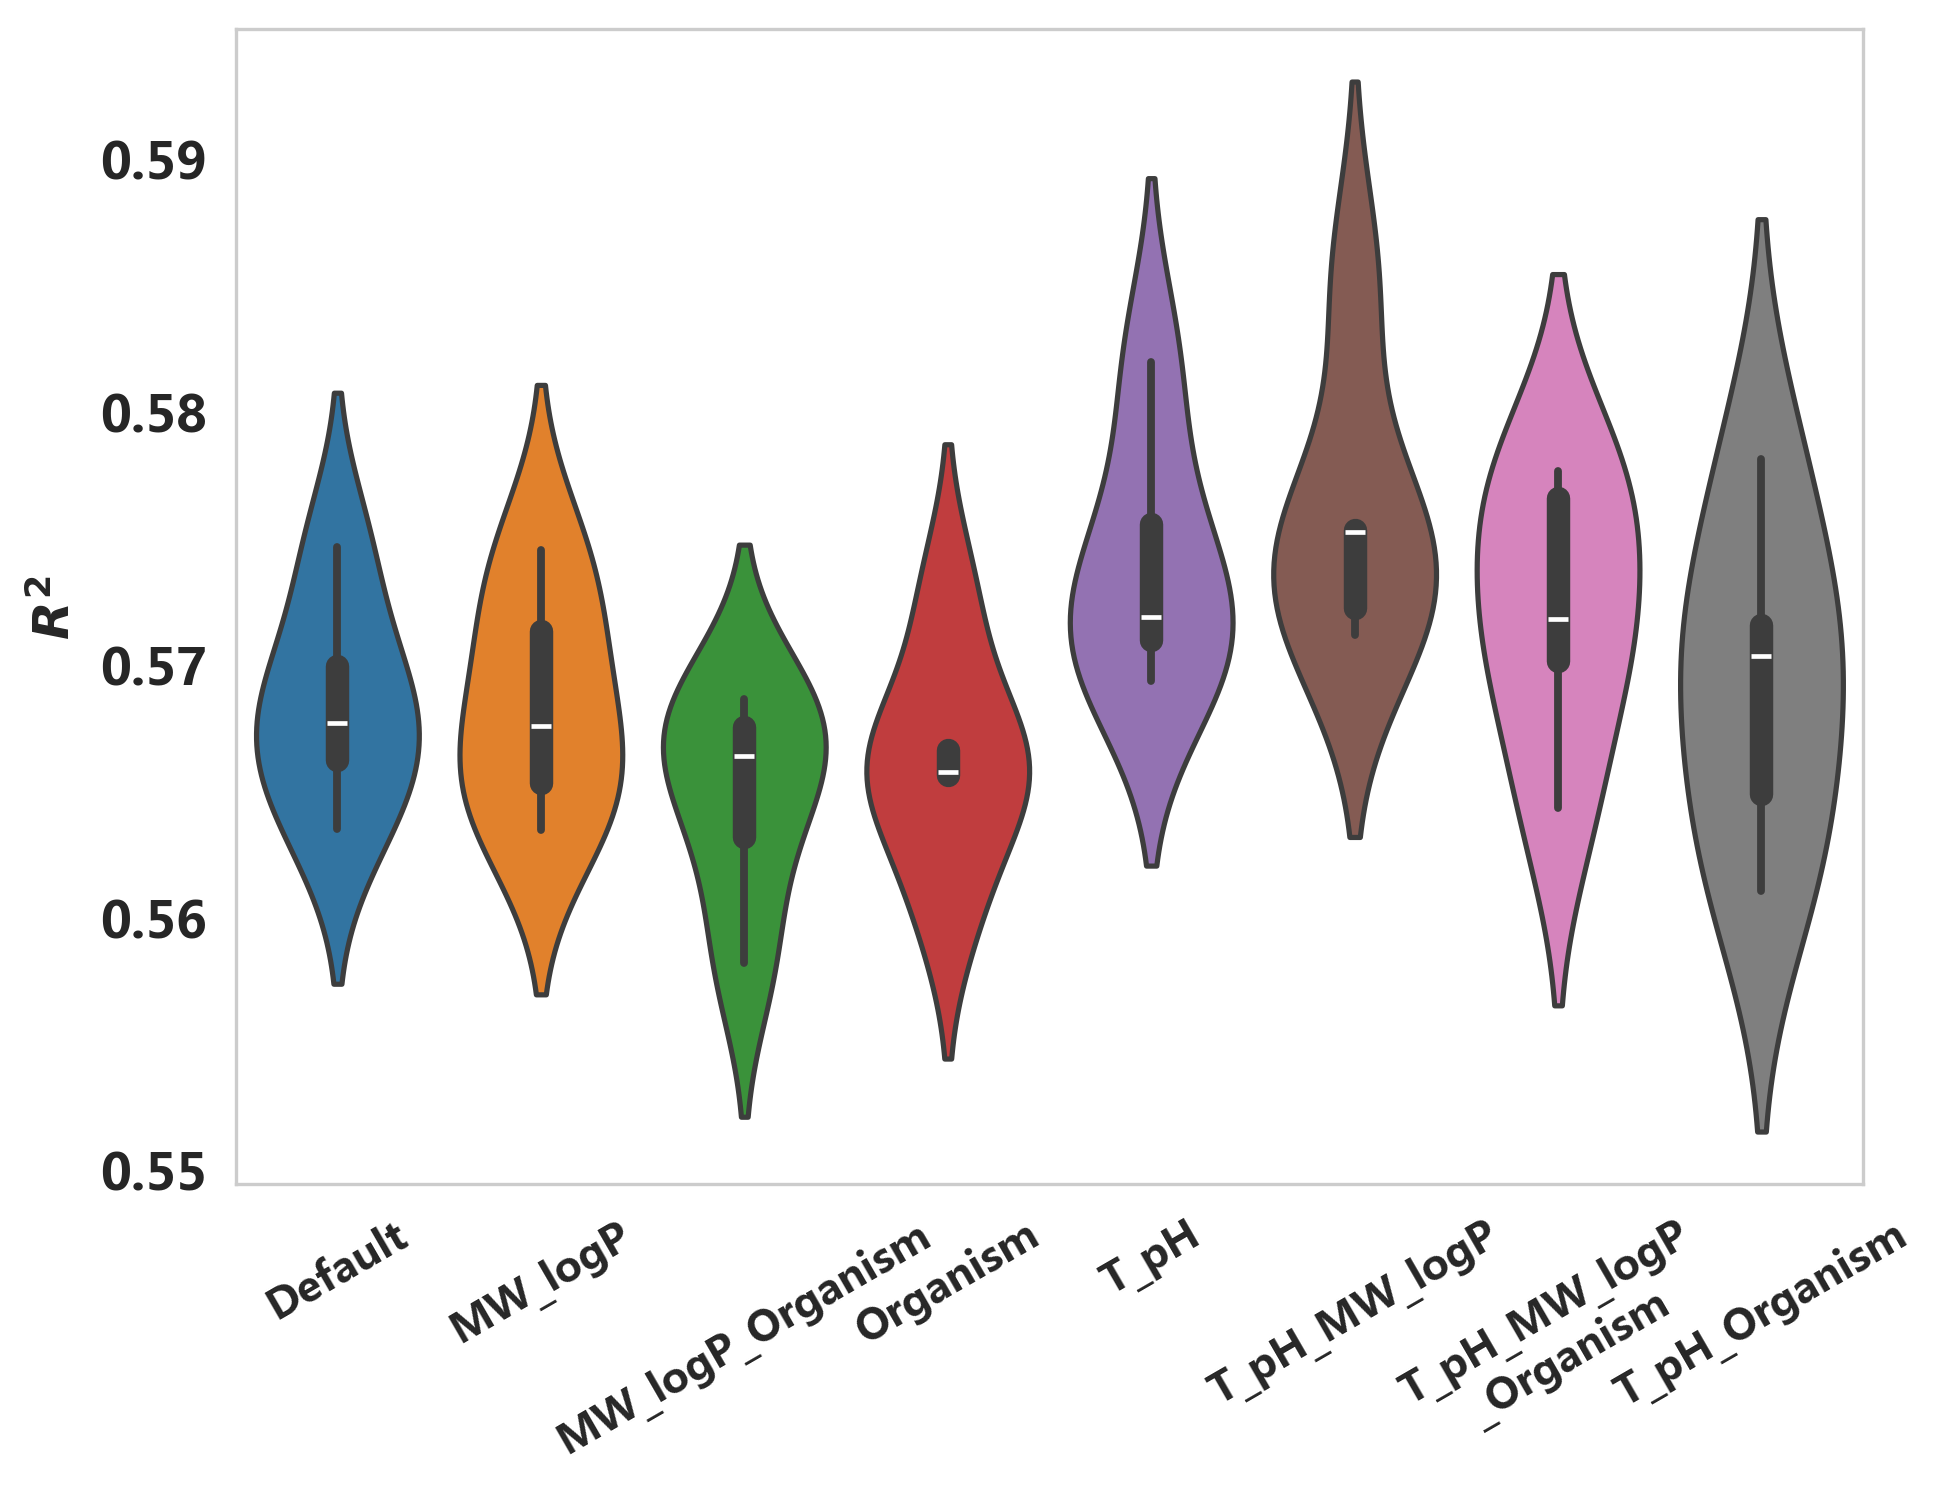 R²
0.59
0.58
0.57
0.56
0.55
Default
MW_logP
MW_logP_Organism
Organism
T_pH
T_pH_MW_logP
T_pH_MW_logP
_Organism
T_pH_Organism